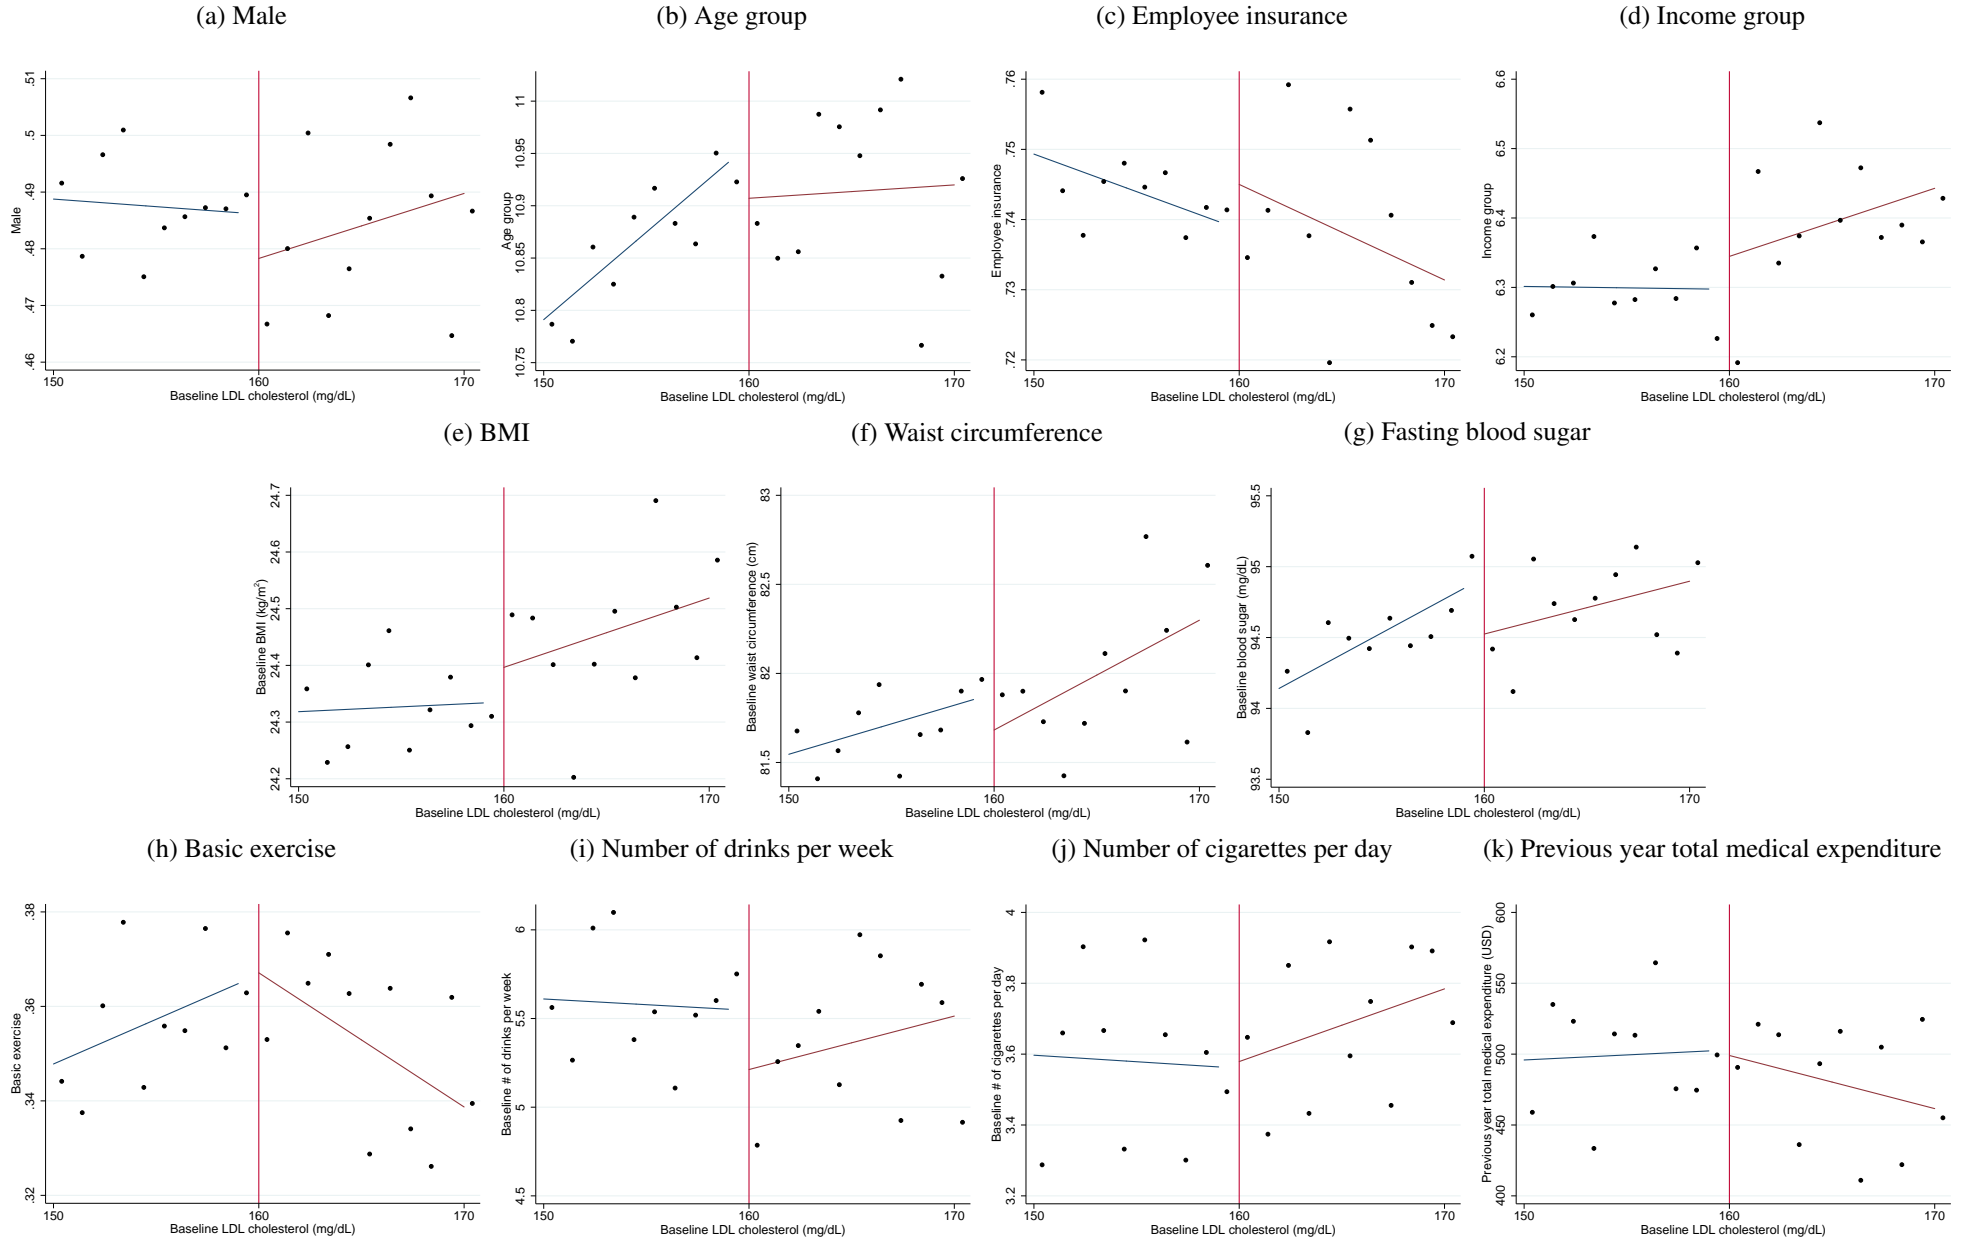 (a) Male
(b) Age group
(c) Employee insurance
(d) Income group
.51
.5
.49
.48
.47
.46
Male
150
160
170
Baseline LDL cholesterol (mg/dL)
11
10.95
10.9
10.85
10.8
10.75
Age group
150
160
170
Baseline LDL cholesterol (mg/dL)
.76
.75
.74
.73
.72
Employee insurance
150
160
170
Baseline LDL cholesterol (mg/dL)
6.6
6.5
6.4
6.3
6.2
Income group
150
160
170
Baseline LDL cholesterol (mg/dL)
(e) BMI
(f) Waist circumference
(g) Fasting blood sugar
24.7
24.6
24.5
24.4
24.3
24.2
Baseline BMI (kg/m²)
150
160
170
Baseline LDL cholesterol (mg/dL)
83
82.5
82
81.5
Baseline waist circumference (cm)
150
160
170
Baseline LDL cholesterol (mg/dL)
95.5
95
94.5
94
93.5
Baseline blood sugar (mg/dL)
150
160
170
Baseline LDL cholesterol (mg/dL)
(h) Basic exercise
(i) Number of drinks per week
(j) Number of cigarettes per day
(k) Previous year total medical expenditure
.38
.36
.34
.32
Basic exercise
150
160
170
Baseline LDL cholesterol (mg/dL)
6
5.5
5
4.5
Baseline # of drinks per week
150
160
170
Baseline LDL cholesterol (mg/dL)
4
3.8
3.6
3.4
3.2
Baseline # of cigarettes per day
150
160
170
Baseline LDL cholesterol (mg/dL)
600
550
500
450
400
Previous year total medical expenditure (USD)
150
160
170
Baseline LDL cholesterol (mg/dL)